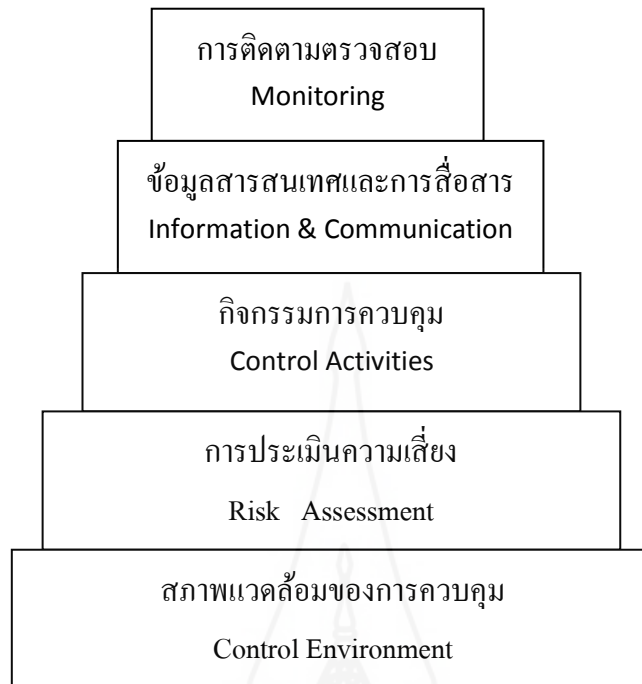 การติดตามตรวจสอบ
Monitoring
ข้อมูลสารสนเทศและการสื่อสาร
Information & Communication
กิจกรรมการควบคุม
Control Activities
การประเมินความเสี่ยง
Risk Assessment
สภาพแวดล้อมของการควบคุม
Control Environment